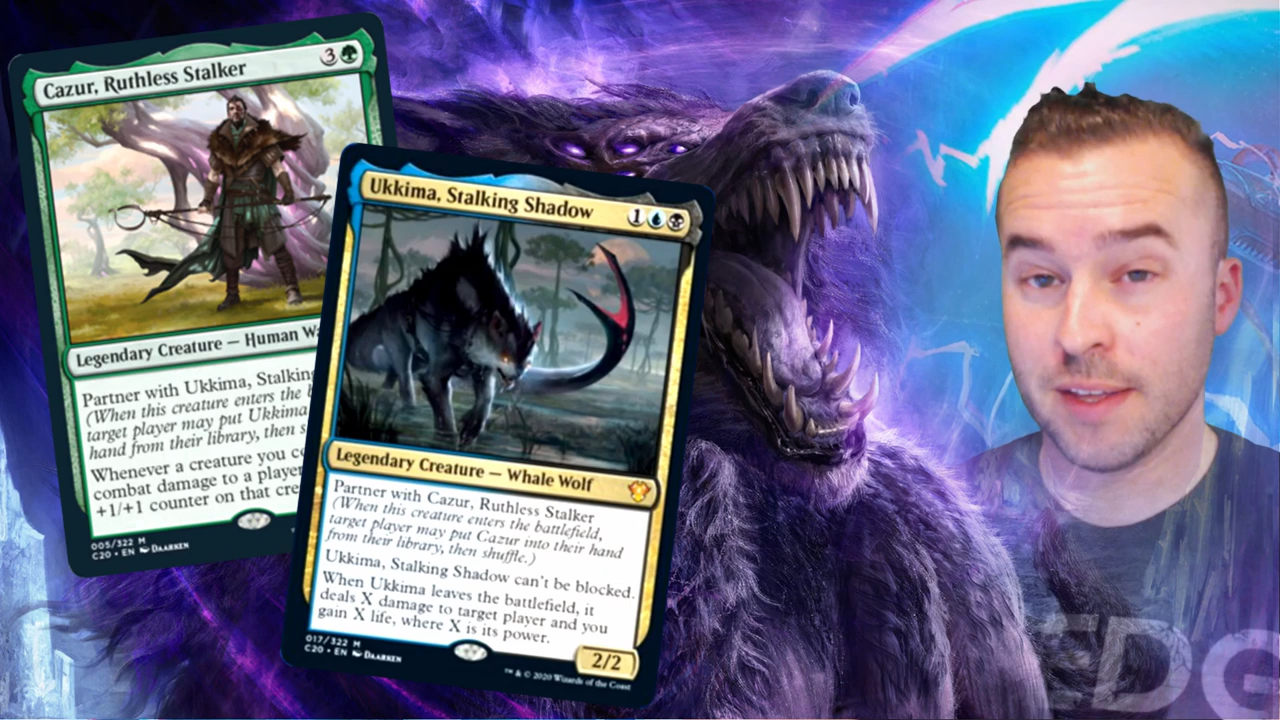 Cazur, Ruthless Stalker
3
Legendary Creature — Human
Partner with Ukkima, Stalking
(When this creature enters the
target player may put Ukkima
hand from their library, then
Whenever a creature you
combat damage to a player
+1/+1 counter on that
005/322 M
C20 • EN DAARKEN
Ukkima, Stalking Shadow
1
Legendary Creature — Whale Wolf
Partner with Cazur, Ruthless Stalker
(When this creature enters the battlefield,
target player may put Cazur into their hand
from their library, then shuffle.)
Ukkima, Stalking Shadow can't be blocked.
When Ukkima leaves the battlefield, it
deals X damage to target player and you
gain X life, where X is its power.
2/2
017/322 M
C20 • EN DAARKEN
™ & © 2020 Wizards of the Coast
EDG